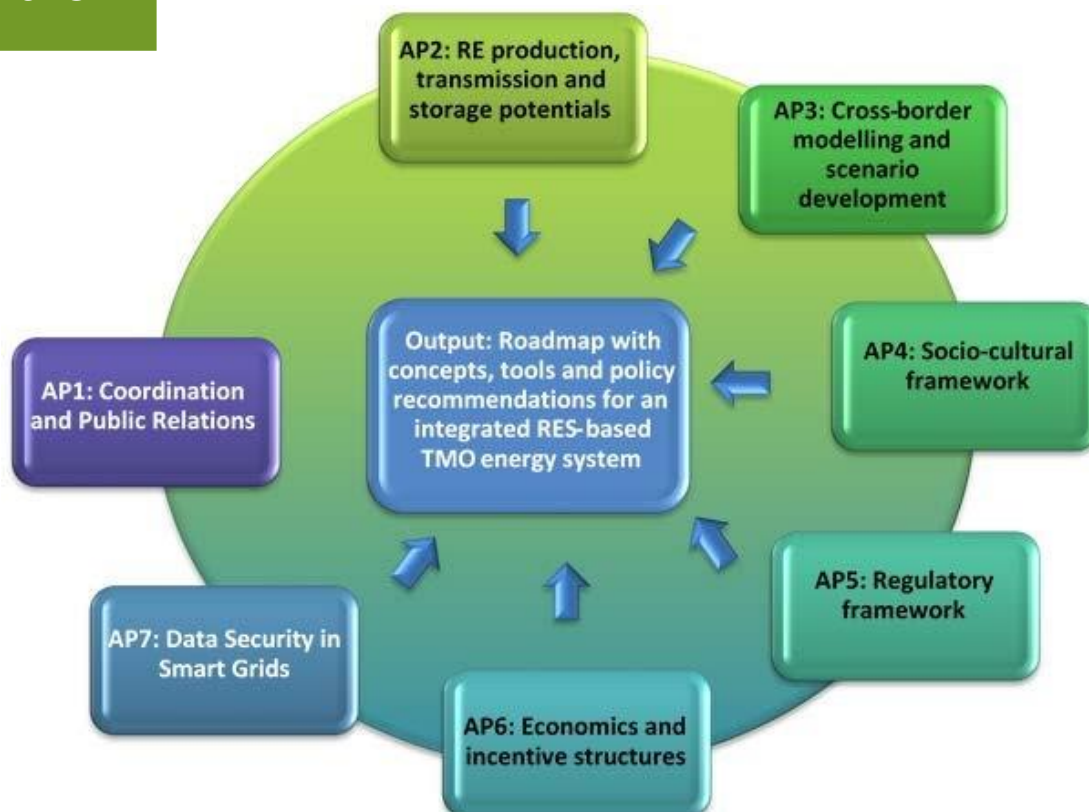 AP2: RE production,
transmission and
storage potentials
AP3: Cross-border
modelling and
scenario
development
AP1: Coordination
and Public Relations
Output: Roadmap with
concepts, tools and policy
recommendations for an
integrated RES-based
TMO energy system
AP4: Socio-cultural
framework
AP5: Regulatory
framework
AP7: Data Security in
Smart Grids
AP6: Economics and
incentive structures